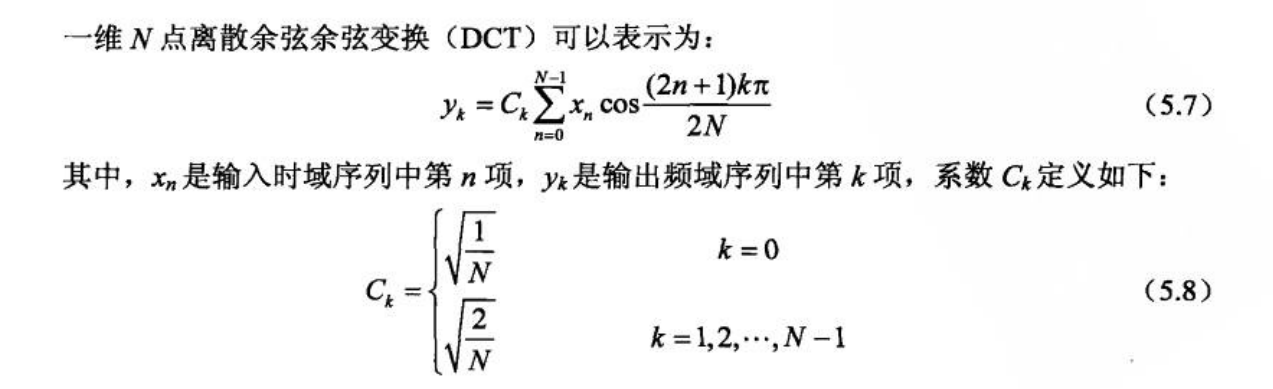 一维 N 点离散余弦余弦变换（DCT）可以表示为：
$y_k = C_k \sum_{n=0}^{N-1} x_n \cos \frac{(2n+1)k\pi}{2N}$ （5.7）
其中，$x_n$是输入时域序列中第 n 项，$y_k$是输出频域序列中第 k 项，系数 $C_k$定义如下：
$C_k = \begin{cases} \sqrt{\frac{1}{N}} & k=0 \\ \sqrt{\frac{2}{N}} & k=1,2,\cdots,N-1 \end{cases}$ （5.8）